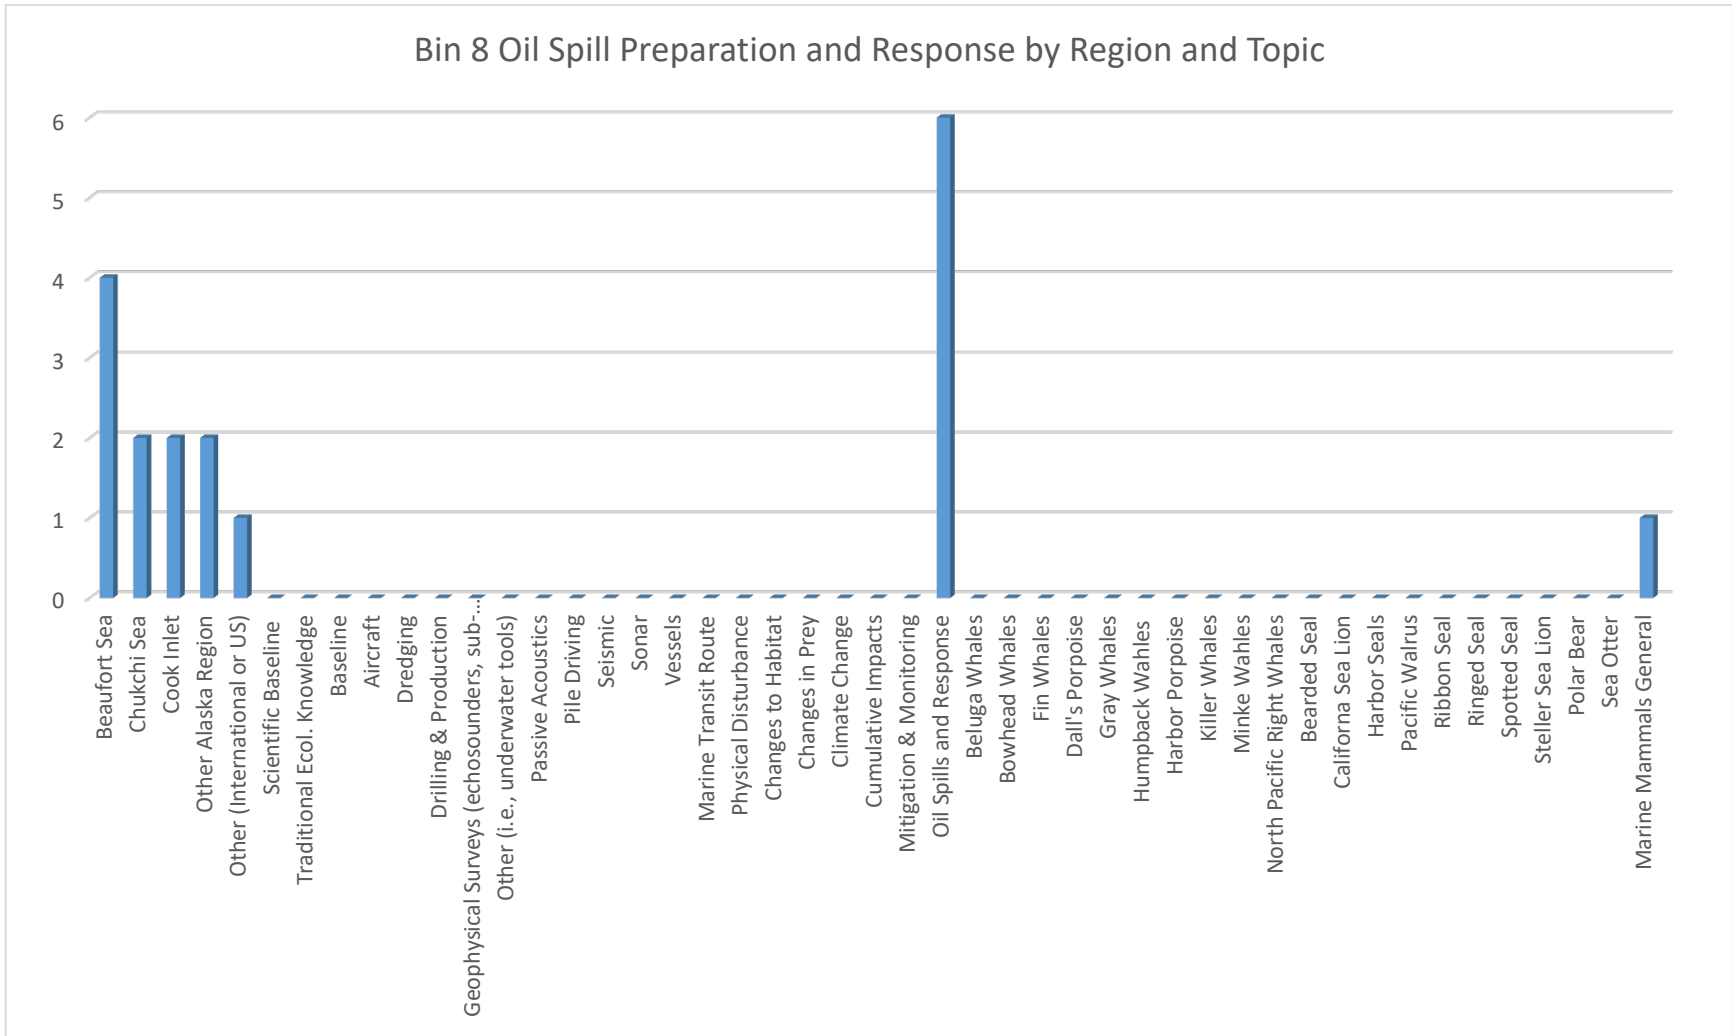 Bin 8 Oil Spill Preparation and Response by Region and Topic
6
5
4
3
2
1
0
Beaufort Sea
Chukchi Sea
Cook Inlet
Other Alaska Region
Other (International or US)
Scientific Baseline
Traditional Ecol. Knowledge
Baseline
Aircraft
Dredging
Drilling & Production
Geophysical Surveys (echosounders, sub-...
Other (i.e., underwater tools)
Passive Acoustics
Pile Driving
Seismic
Sonar
Vessels
Marine Transit Route
Physical Disturbance
Changes to Habitat
Changes in Prey
Climate Change
Cumulative Impacts
Mitigation & Monitoring
Oil Spills and Response
Beluga Whales
Bowhead Whales
Fin Whales
Dall's Porpoise
Gray Whales
Humpback Wahles
Harbor Porpoise
Killer Whales
Minke Wahles
North Pacific Right Whales
Bearded Seal
Californa Sea Lion
Harbor Seals
Pacific Walrus
Ribbon Seal
Ringed Seal
Spotted Seal
Steller Sea Lion
Polar Bear
Sea Otter
Marine Mammals General